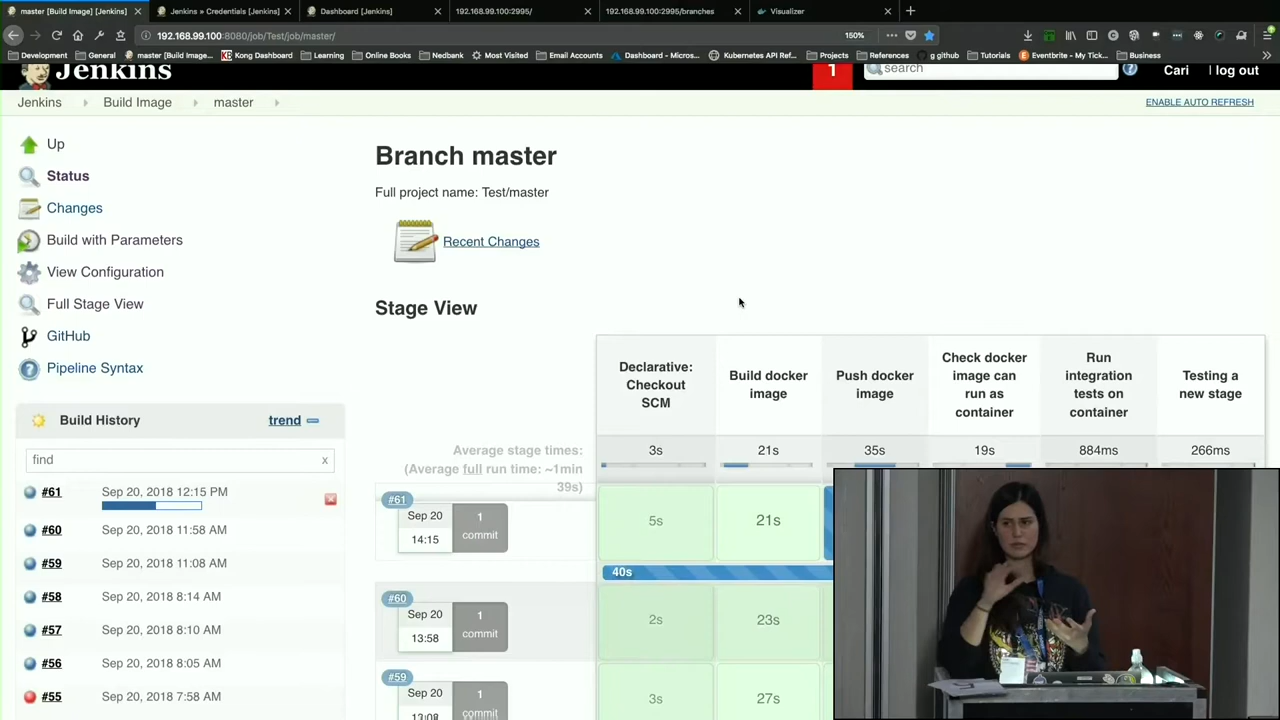 master [Build Image] [Jenkins]
Jenkins » Credentials [Jenkins]
Dashboard [Jenkins]
192.168.99.100:2995/
192.168.99.100:2995/branches
Visualizer
192.168.99.100:8080/job/Test/job/master/
150%
Development
General
master [Build Image...
Kong Dashboard
Learning
Online Books
Nedbank
Most Visited
Email Accounts
Dashboard - Micros...
Kubernetes API Ref...
Projects
References
g github
Tutorials
Eventbrite - My Tick...
Business
Jenkins
1
search
Cari
| log out
Jenkins
Build Image
master
ENABLE AUTO REFRESH
Up
Status
Changes
Build with Parameters
View Configuration
Full Stage View
GitHub
Pipeline Syntax
Build History
trend
find
x
#61 Sep 20, 2018 12:15 PM
#60 Sep 20, 2018 11:58 AM
#59 Sep 20, 2018 11:08 AM
#58 Sep 20, 2018 8:14 AM
#57 Sep 20, 2018 8:10 AM
#56 Sep 20, 2018 8:05 AM
#55 Sep 20, 2018 7:58 AM
Branch master
Full project name: Test/master
Recent Changes
Stage View
Declarative:
Checkout
SCM
Build docker
image
Push docker
image
Check docker
image can
run as
container
Run
integration
tests on
container
Testing a
new stage
Average stage times:
(Average full run time: ~1min
39s)
3s
21s
35s
19s
884ms
266ms
#61
Sep 20
14:15
1
commit
5s
21s
40s
#60
Sep 20
13:58
1
commit
2s
23s
#59
Sep 20
13:08
1
commit
3s
27s